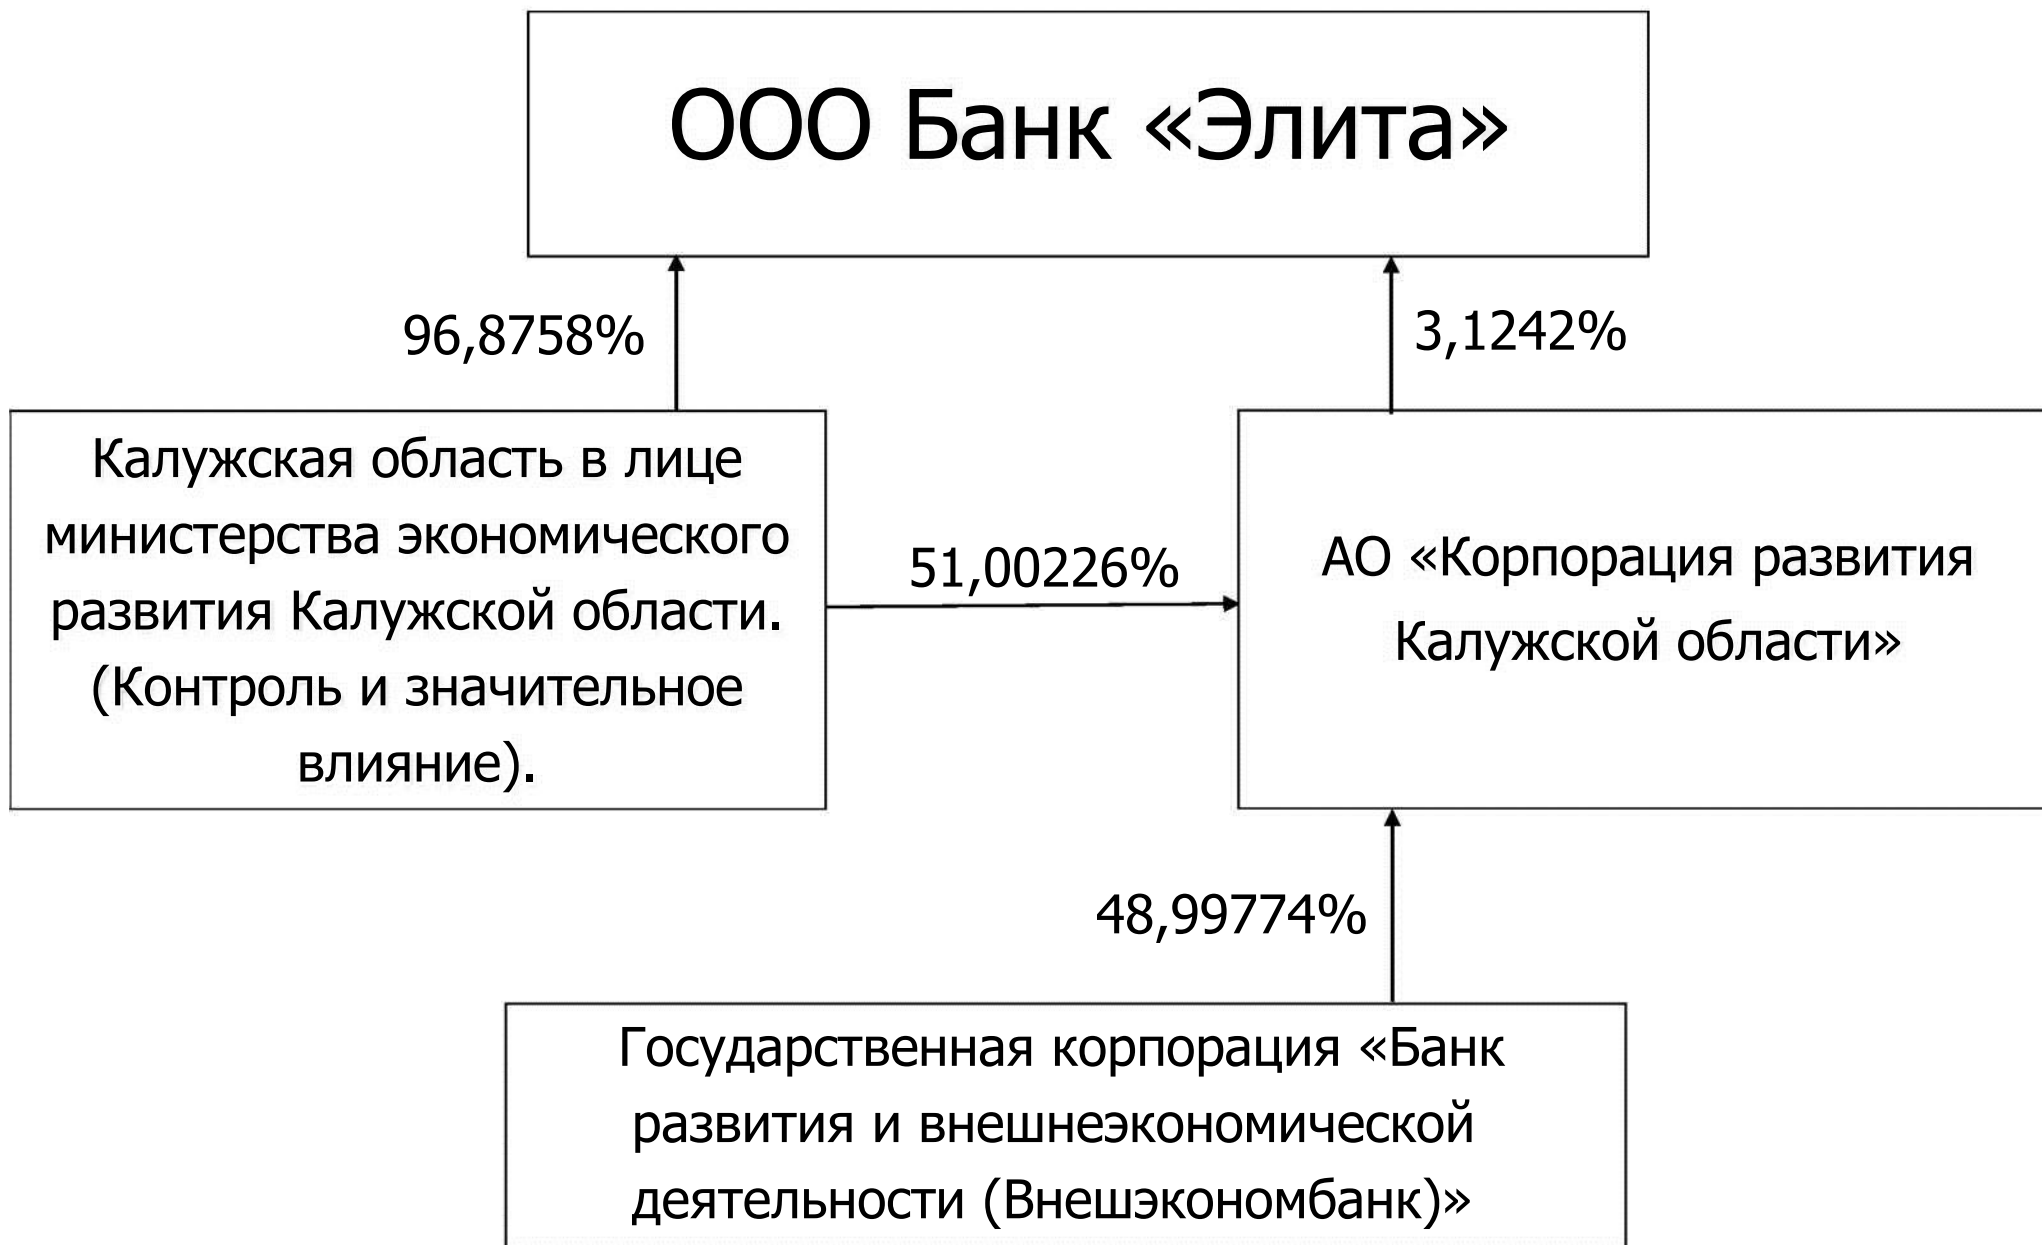 ООО Банк «Элита»
96,8758%
3,1242%
Калужская область в лице
министерства экономического
развития Калужской области.
(Контроль и значительное
влияние).
51,00226%
АО «Корпорация развития
Калужской области»
48,99774%
Государственная корпорация «Банк
развития и внешнеэкономической
деятельности (Внешэкономбанк)»